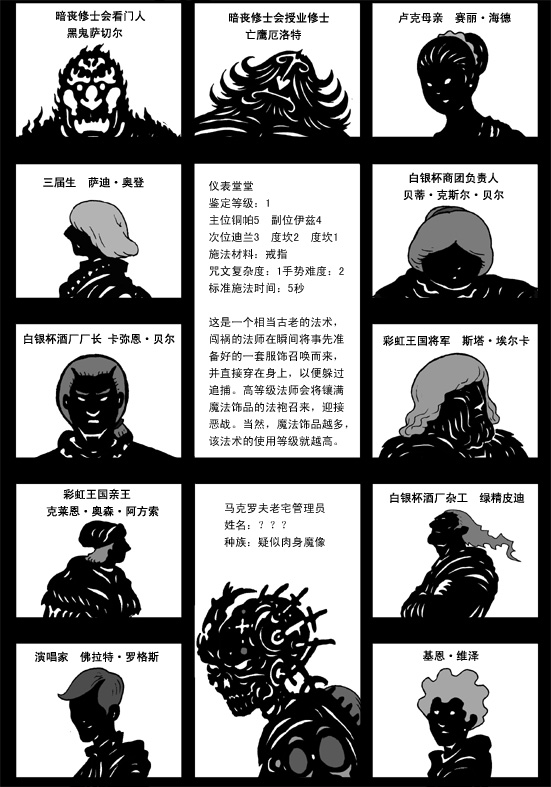 暗丧修士会看门人
黑鬼萨切尔
暗丧修士会授业修士
亡鹰厄洛特
卢克母亲　赛丽·海德
三届生　萨迪·奥登
仪表堂堂
鉴定等级：1
主位铜帕5　副位伊兹4
次位迪兰3　度坎2　度坎1
施法材料：戒指
咒文复杂度：1手势难度：2
标准施法时间：5秒
这是一个相当古老的法术，
闯祸的法师在瞬间将事先准
备好的一套服饰召唤而来，
并直接穿在身上，以便躲过
追捕。高等级法师会将镶满
魔法饰品的法袍召来，迎接
恶战。当然，魔法饰品越多，
该法术的使用等级就越高。
白银杯商团负责人
贝蒂·克斯尔·贝尔
白银杯酒厂厂长 卡弥恩·贝尔
彩虹王国将军　斯塔·埃尔卡
彩虹王国亲王
克莱恩·奥森·阿方索
马克罗夫老宅管理员
姓名：？？？
种族：疑似肉身魔像
白银杯酒厂杂工　绿精皮迪
演唱家　佛拉特·罗格斯
基恩·维泽